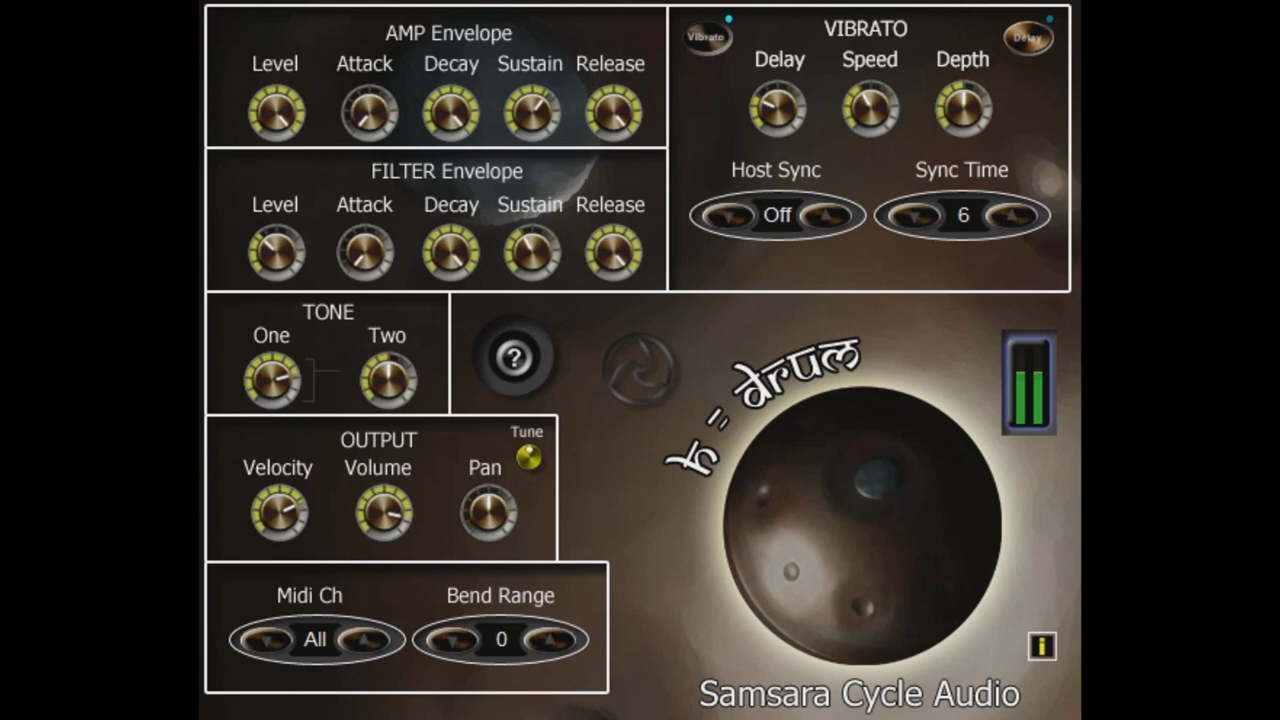 AMP Envelope
Level Attack Decay Sustain Release
FILTER Envelope
Level Attack Decay Sustain Release
Vibrato
VIBRATO
Delay
Delay Speed Depth
Host Sync Sync Time
Off 6
TONE
One Two
?
OUTPUT
Tune
Velocity Volume Pan
Midi Ch Bend Range
All 0
K = drum
i
Samsara Cycle Audio